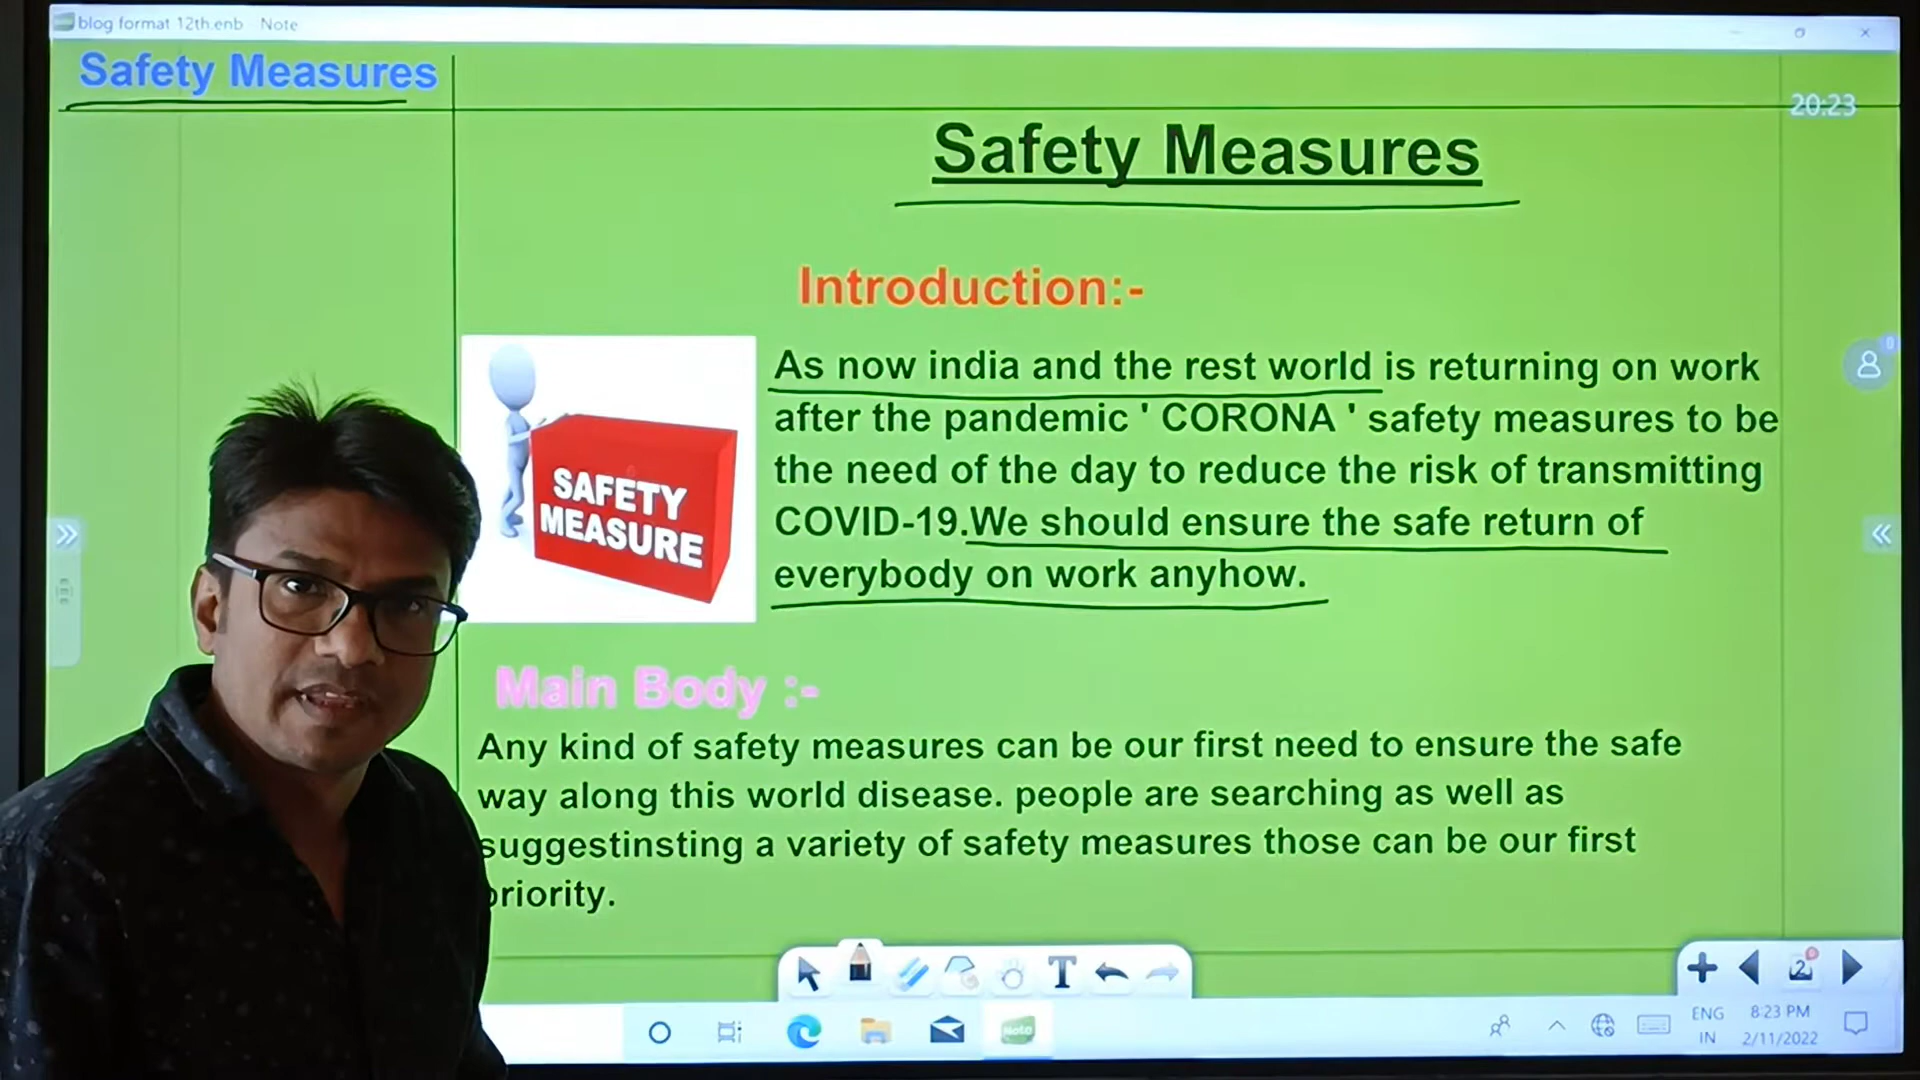 blog format 12th.enb Note
Safety Measures
20:23
Safety Measures
Introduction:-
SAFETY
MEASURE
As now india and the rest world is returning on work
after the pandemic ' CORONA ' safety measures to be
the need of the day to reduce the risk of transmitting
COVID-19.We should ensure the safe return of
everybody on work anyhow.
Main Body :-
Any kind of safety measures can be our first need to ensure the safe
way along this world disease. people are searching as well as
suggestinsting a variety of safety measures those can be our first
priority.
T
2
Note
ENG
IN
8:23 PM
2/11/2022